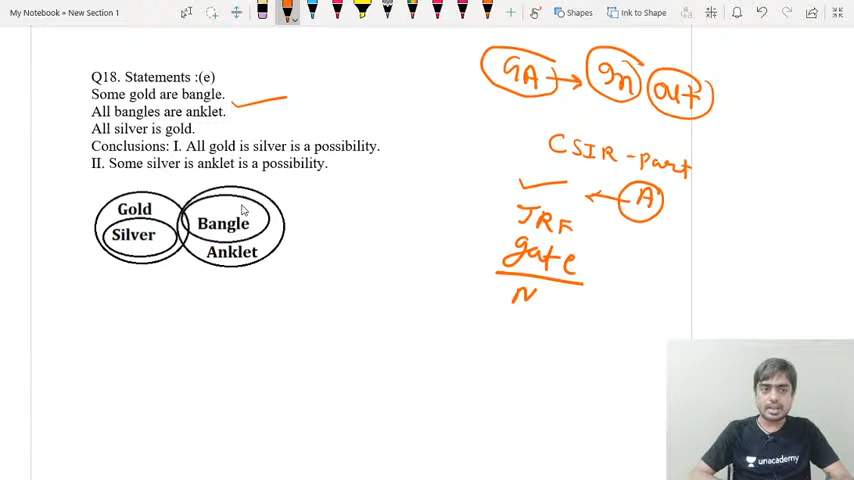 My Notebook » New Section 1
Shapes
Ink to Shape
Q18. Statements :(e)
Some gold are bangle.
All bangles are anklet.
All silver is gold.
Conclusions: I. All gold is silver is a possibility.
II. Some silver is anklet is a possibility.
Gold
Silver
Bangle
Anklet
GA
In
out
CSIR - Part
A
JRF
gate
N
unacademy